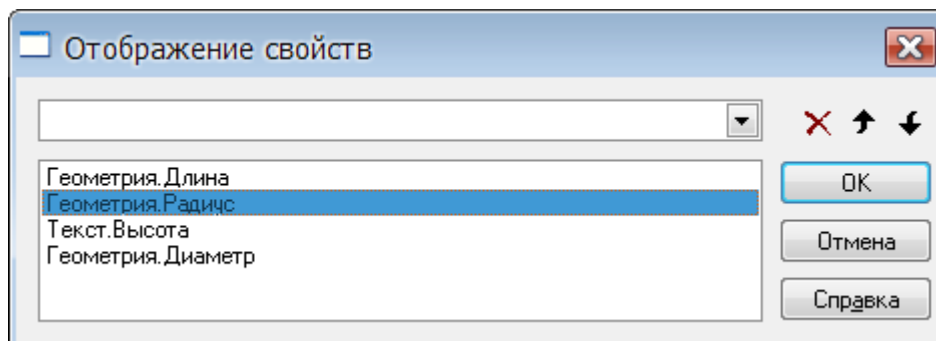 Отображение свойств
Геометрия.Длина
Геометрия.Радиус
Текст.Высота
Геометрия.Диаметр
OK
Отмена
Справка